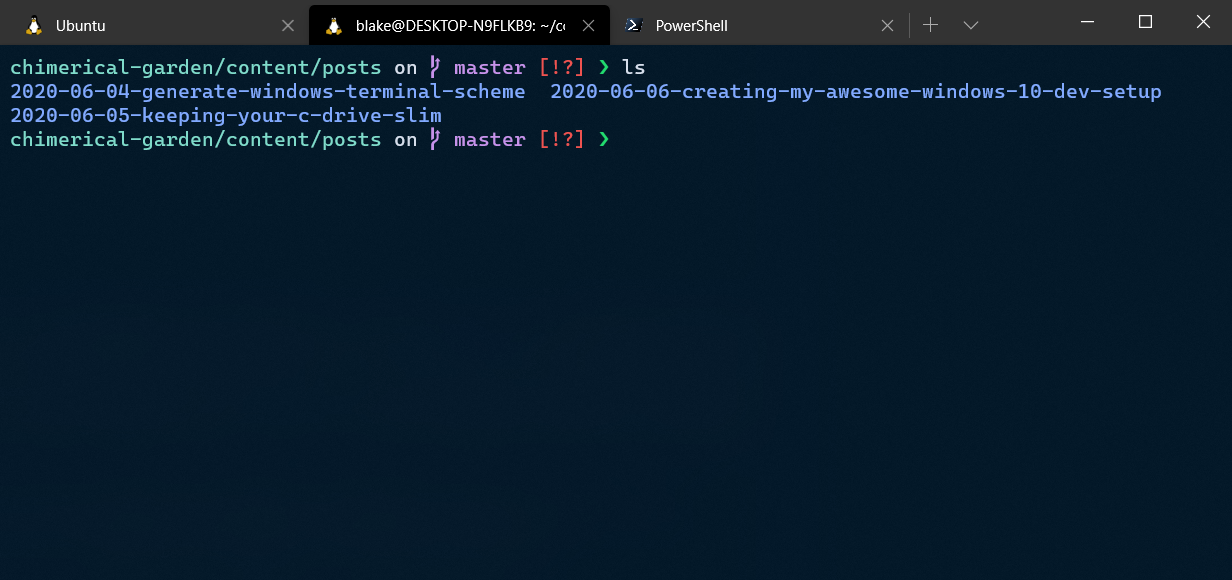 Ubuntu
blake@DESKTOP-N9FLKB9: ~/co
PowerShell
chimerical-garden/content/posts on master [!?] ❯ ls
2020-06-04-generate-windows-terminal-scheme  2020-06-06-creating-my-awesome-windows-10-dev-setup
2020-06-05-keeping-your-c-drive-slim
chimerical-garden/content/posts on master [!?] ❯